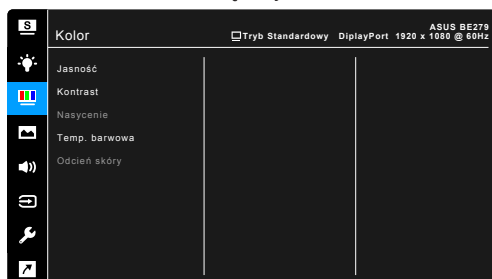 S
Kolor
Tryb Standardowy DiplayPort 1920 x 1080 @ 60Hz
ASUS BE279
Jasność
Kontrast
Nasycenie
Temp. barwowa
Odcień skóry